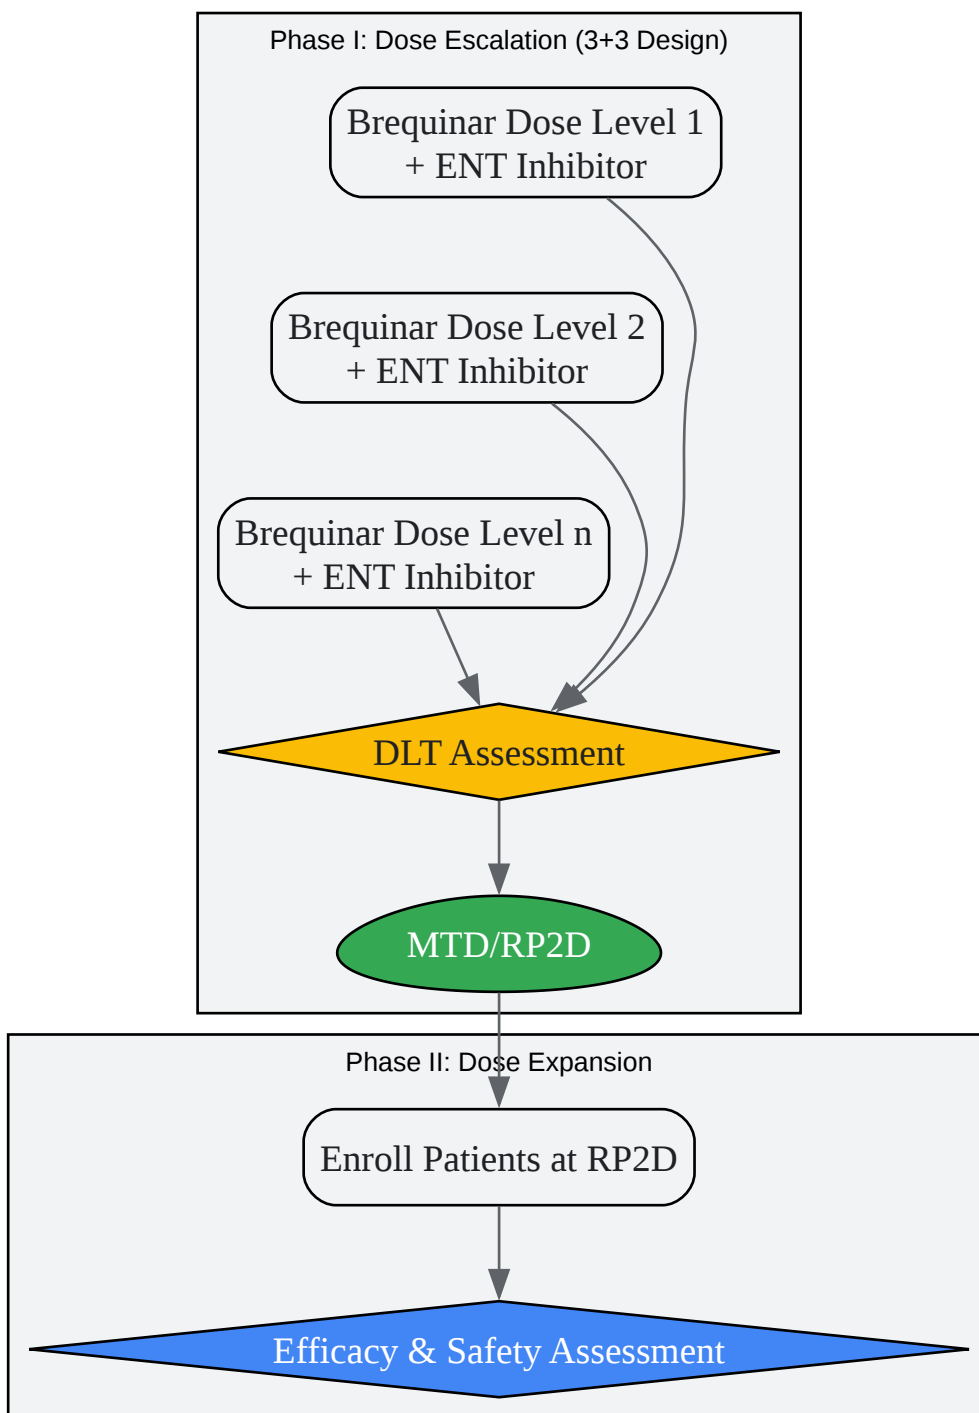 Phase I: Dose Escalation (3+3 Design)
Brequinar Dose Level 1
+ ENT Inhibitor
Brequinar Dose Level 2
+ ENT Inhibitor
Brequinar Dose Level n
+ ENT Inhibitor
DLT Assessment
MTD/RP2D
Phase II: Dose Expansion
Enroll Patients at RP2D
Efficacy & Safety Assessment